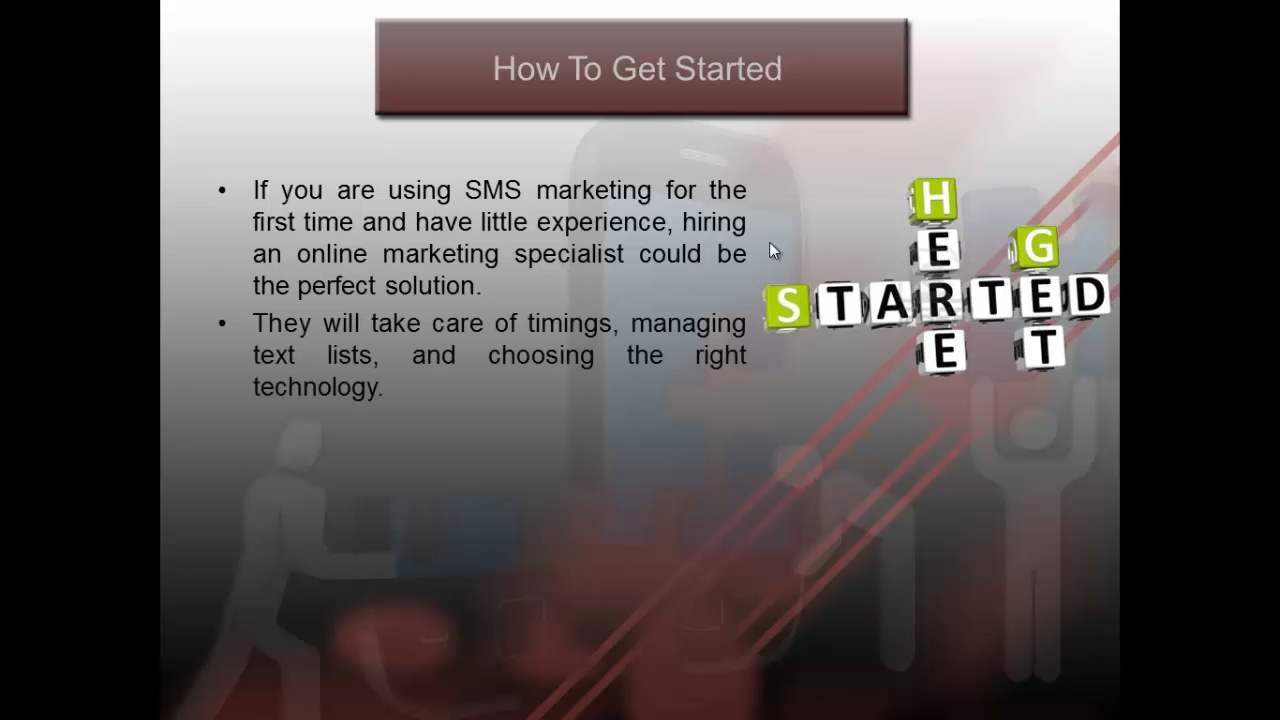 How To Get Started
• If you are using SMS marketing for the
first time and have little experience, hiring
an online marketing specialist could be
the perfect solution.
• They will take care of timings, managing
text lists, and choosing the right
technology.
HERE
GET
STARTED